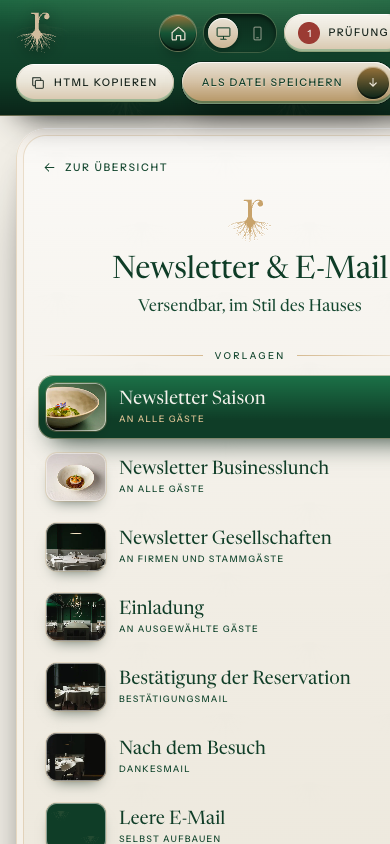 r
1 PRÜFUNG
HTML KOPIEREN
ALS DATEI SPEICHERN
ZUR ÜBERSICHT
r
Newsletter & E-Mail
Versendbar, im Stil des Hauses
VORLAGEN
Newsletter Saison
AN ALLE GÄSTE
Newsletter Businesslunch
AN ALLE GÄSTE
Newsletter Gesellschaften
AN FIRMEN UND STAMMGÄSTE
Einladung
AN AUSGEWÄHLTE GÄSTE
Bestätigung der Reservation
BESTÄTIGUNGSMAIL
Nach dem Besuch
DANKESMAIL
Leere E-Mail
SELBST AUFBAUEN